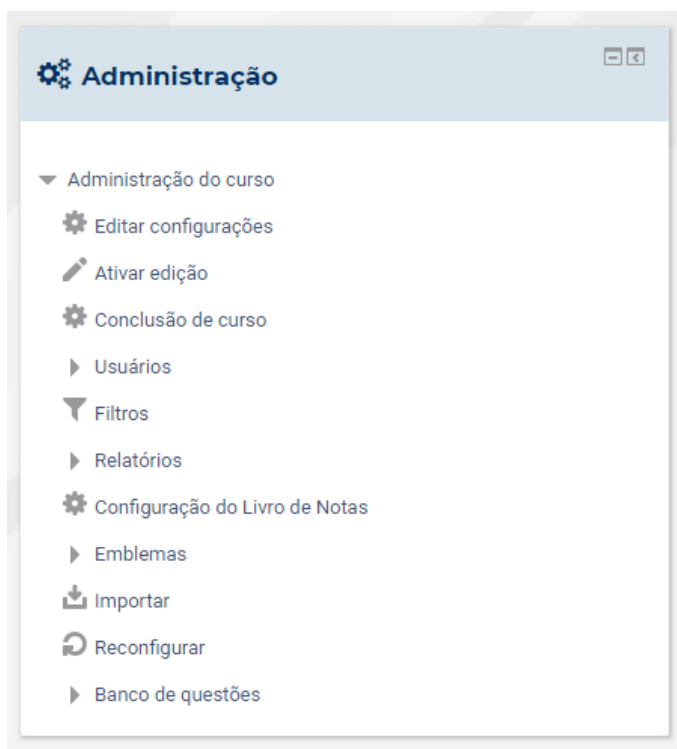 Administração
Administração do curso
Editar configurações
Ativar edição
Conclusão de curso
Usuários
Filtros
Relatórios
Configuração do Livro de Notas
Emblemas
Importar
Reconfigurar
Banco de questões